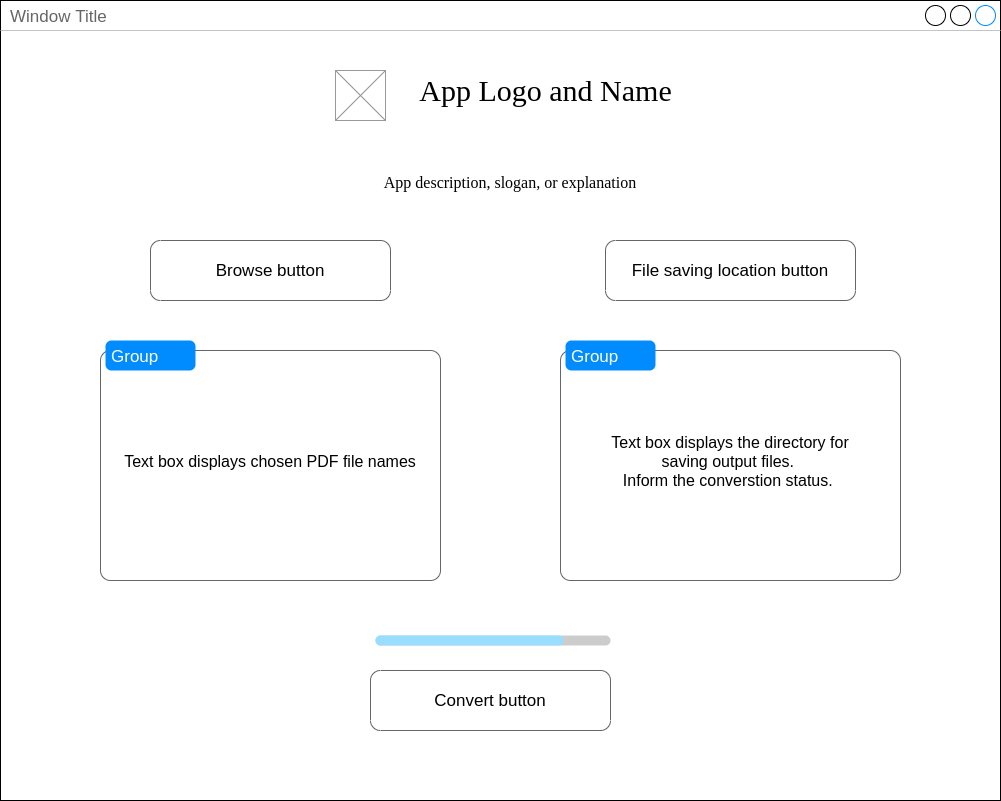 Window Title
App Logo and Name
App description, slogan, or explanation
Browse button
File saving location button
Group
Text box displays chosen PDF file names
Group
Text box displays the directory for
saving output files.
Inform the converstion status.
Convert button